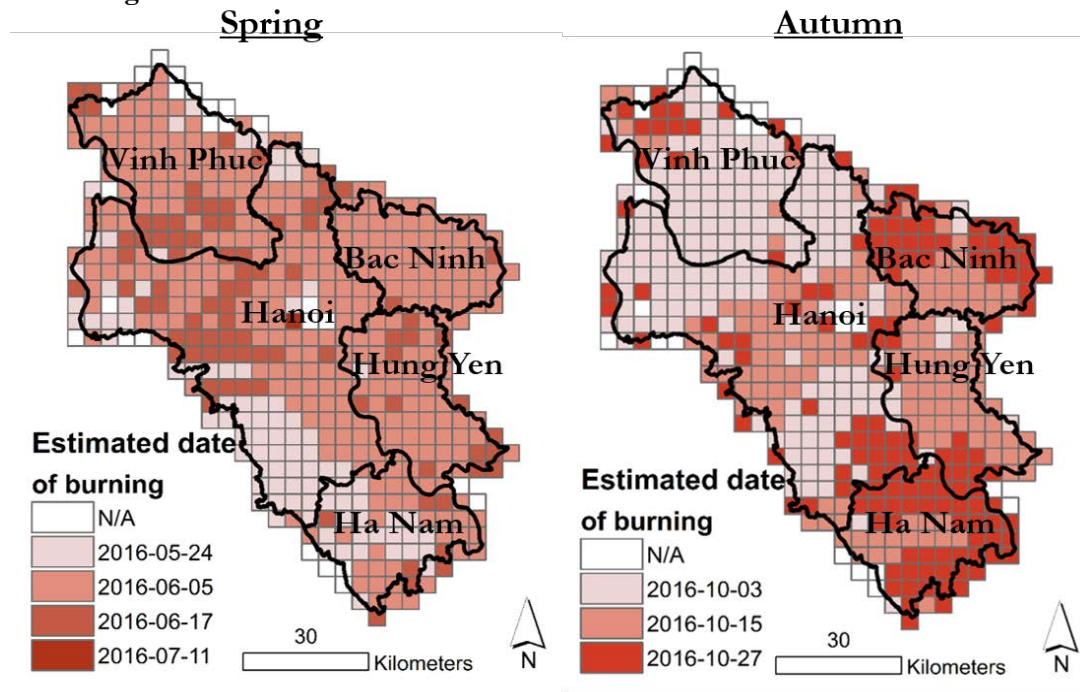 Spring
Vinh Phuc
Bac Ninh
Hanoi
Hung Yen
Ha Nam
Estimated date
of burning
N/A
2016-05-24
2016-06-05
2016-06-17
2016-07-11
30
Kilometers
N
Autumn
Vinh Phuc
Bac Ninh
Hanoi
Hung Yen
Ha Nam
Estimated date
of burning
N/A
2016-10-03
2016-10-15
2016-10-27
30
Kilometers
N